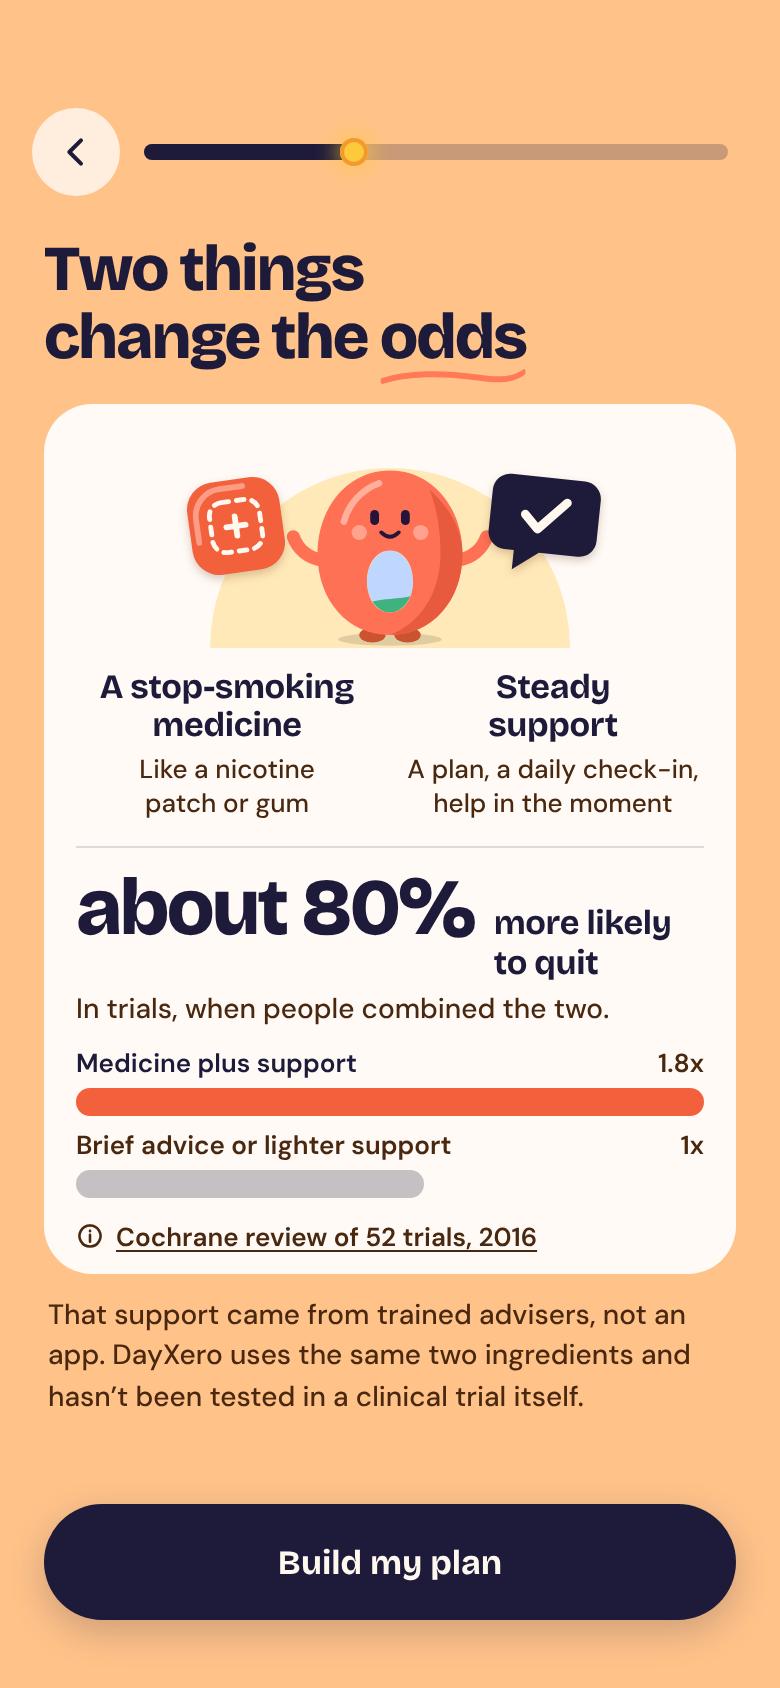 Two things
change the odds
A stop-smoking
medicine
Like a nicotine
patch or gum
Steady
support
A plan, a daily check-in,
help in the moment
about 80% more likely
to quit
In trials, when people combined the two.
Medicine plus support 1.8x
Brief advice or lighter support 1x
Cochrane review of 52 trials, 2016
That support came from trained advisers, not an
app. DayXero uses the same two ingredients and
hasn’t been tested in a clinical trial itself.
Build my plan